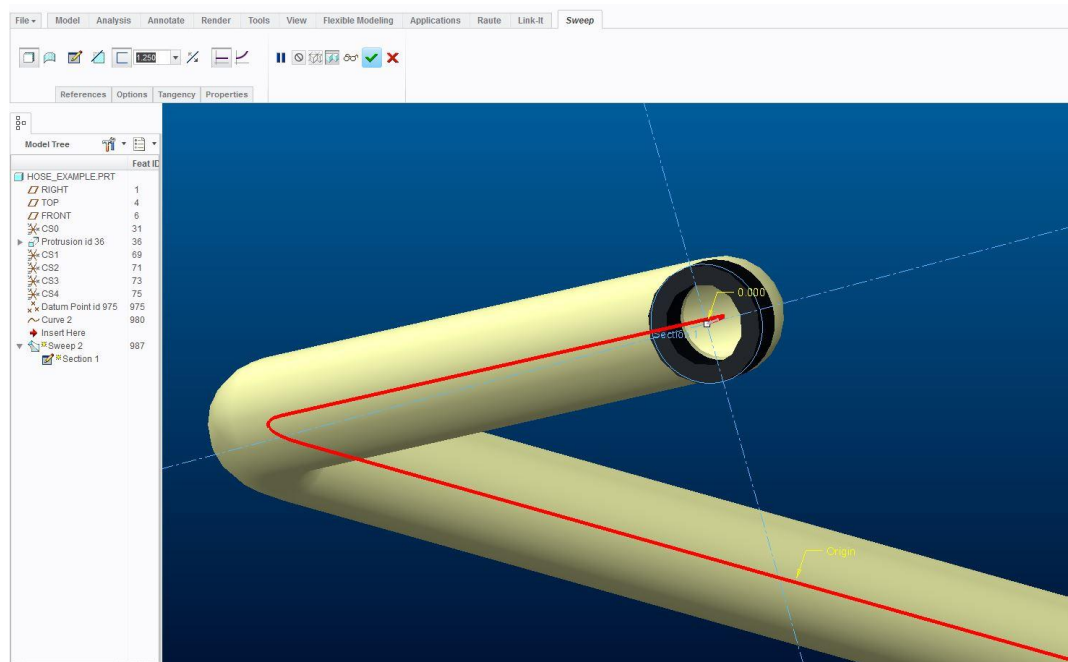 File Model Analysis Annotate Render Tools View Flexible Modeling Applications Raute Link-It Sweep
1.250
References Options Tangency Properties
Model Tree
Feat ID
HOSE_EXAMPLE.PRT
RIGHT 1
TOP 4
FRONT 6
CS0 31
Protrusion id 36 36
CS1 69
CS2 71
CS3 73
CS4 75
Datum Point id 975 975
Curve 2 980
Insert Here
Sweep 2 987
Section 1
0.000
Section 1
Origin